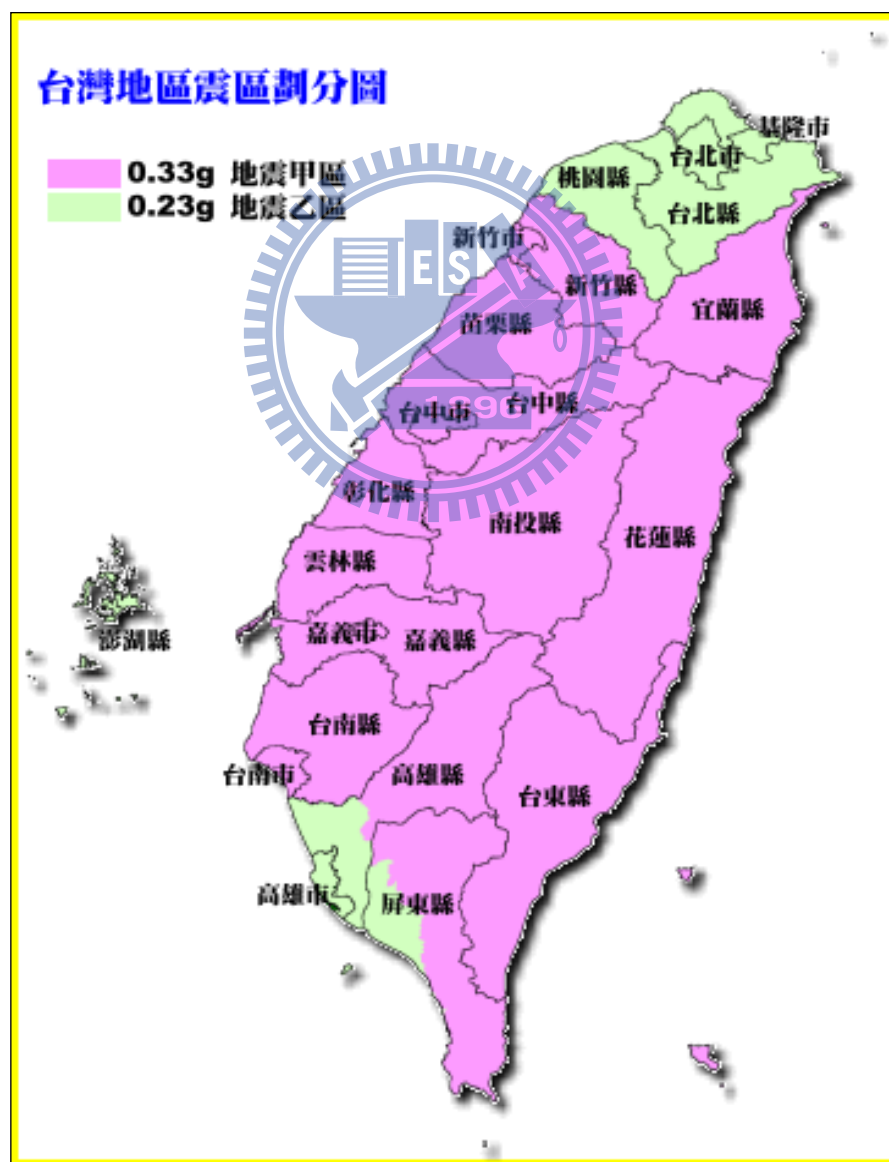 台灣地區震區劃分圖
0.33g 地震甲區
0.23g 地震乙區
基隆市
台北市
桃園縣
台北縣
新竹市
新竹縣
宜蘭縣
苗栗縣
ES
1896
台中市
台中縣
彰化縣
南投縣
花蓮縣
雲林縣
嘉義市
嘉義縣
澎湖縣
台南縣
台南市
高雄縣
台東縣
高雄市
屏東縣